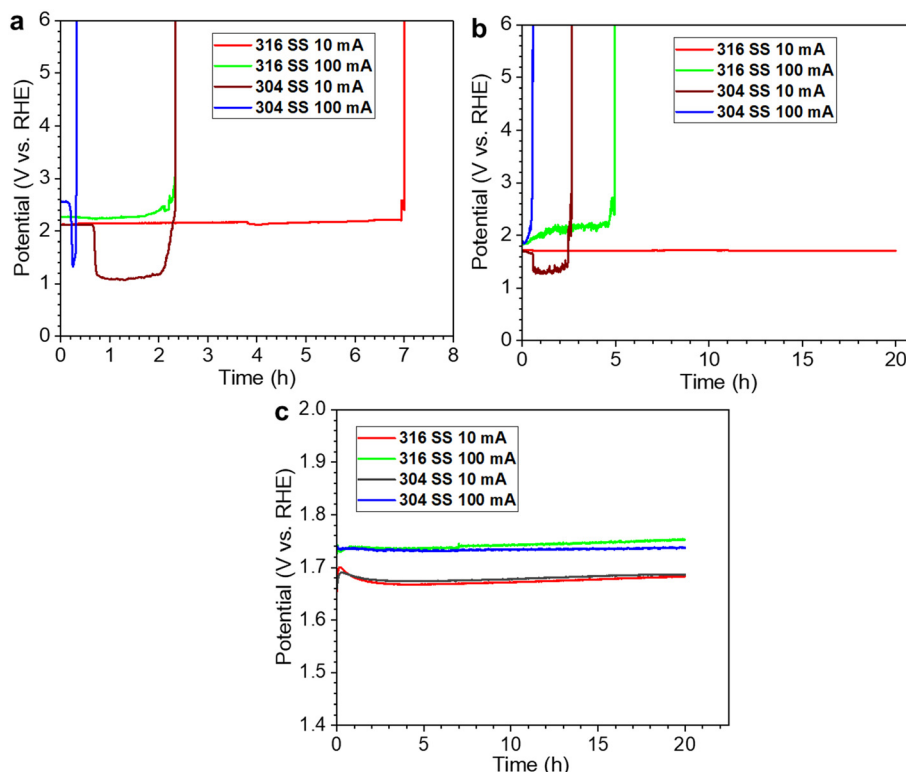 a
316 SS 10 mA
316 SS 100 mA
304 SS 10 mA
304 SS 100 mA
Potential (V vs. RHE)
6
5
4
3
2
1
0
0 1 2 3 4 5 6 7 8
Time (h)
b
316 SS 10 mA
316 SS 100 mA
304 SS 10 mA
304 SS 100 mA
Potential (V vs. RHE)
6
5
4
3
2
1
0
0 5 10 15 20
Time (h)
c
316 SS 10 mA
316 SS 100 mA
304 SS 10 mA
304 SS 100 mA
Potential (V vs. RHE)
2.0
1.9
1.8
1.7
1.6
1.5
1.4
0 5 10 15 20
Time (h)